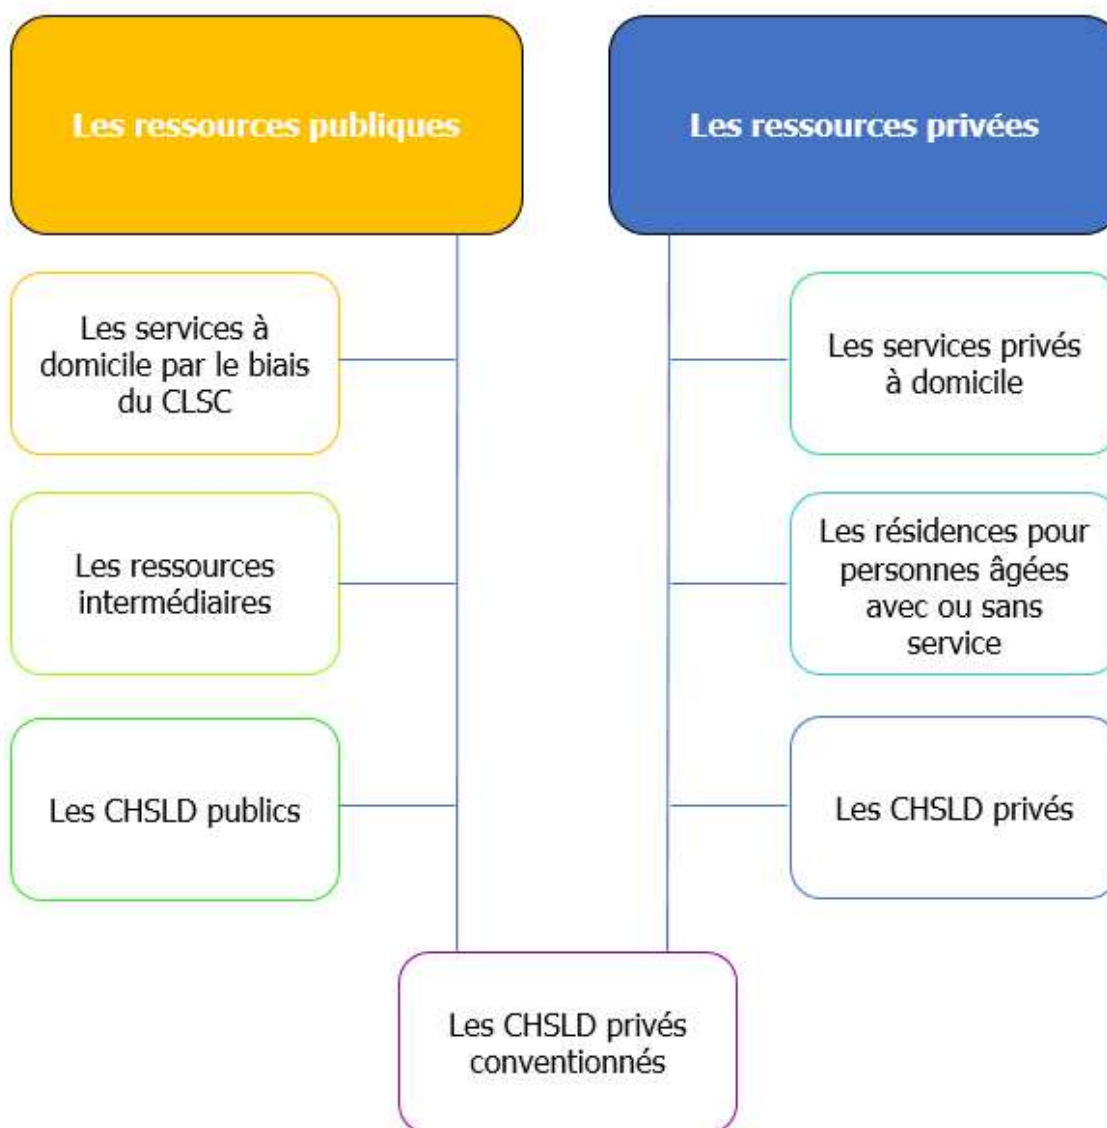 Les ressources publiques
Les ressources privées
Les services à
domicile par le biais
du CLSC
Les services privés
à domicile
Les ressources
intermédiaires
Les résidences pour
personnes âgées
avec ou sans
service
Les CHSLD publics
Les CHSLD privés
Les CHSLD privés
conventionnés